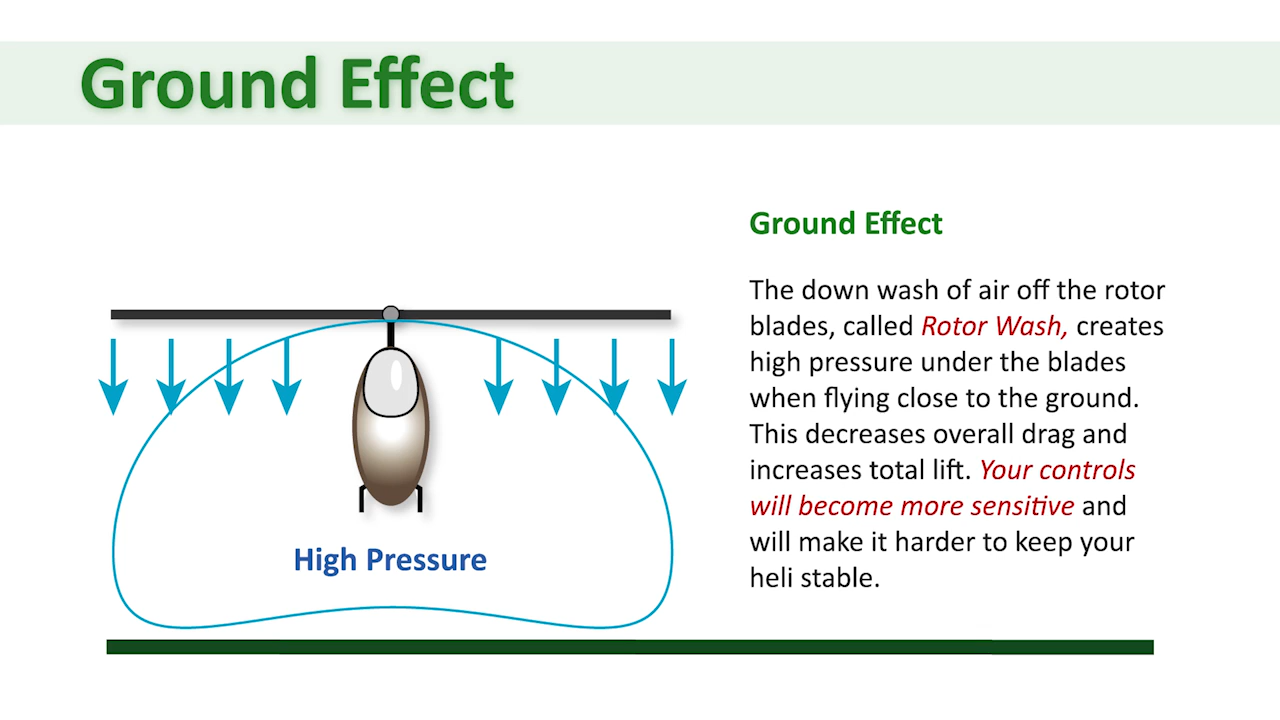 Ground Effect
Ground Effect
The down wash of air off the rotor
blades, called Rotor Wash, creates
high pressure under the blades
when flying close to the ground.
This decreases overall drag and
increases total lift. Your controls
will become more sensitive and
will make it harder to keep your
heli stable.
High Pressure